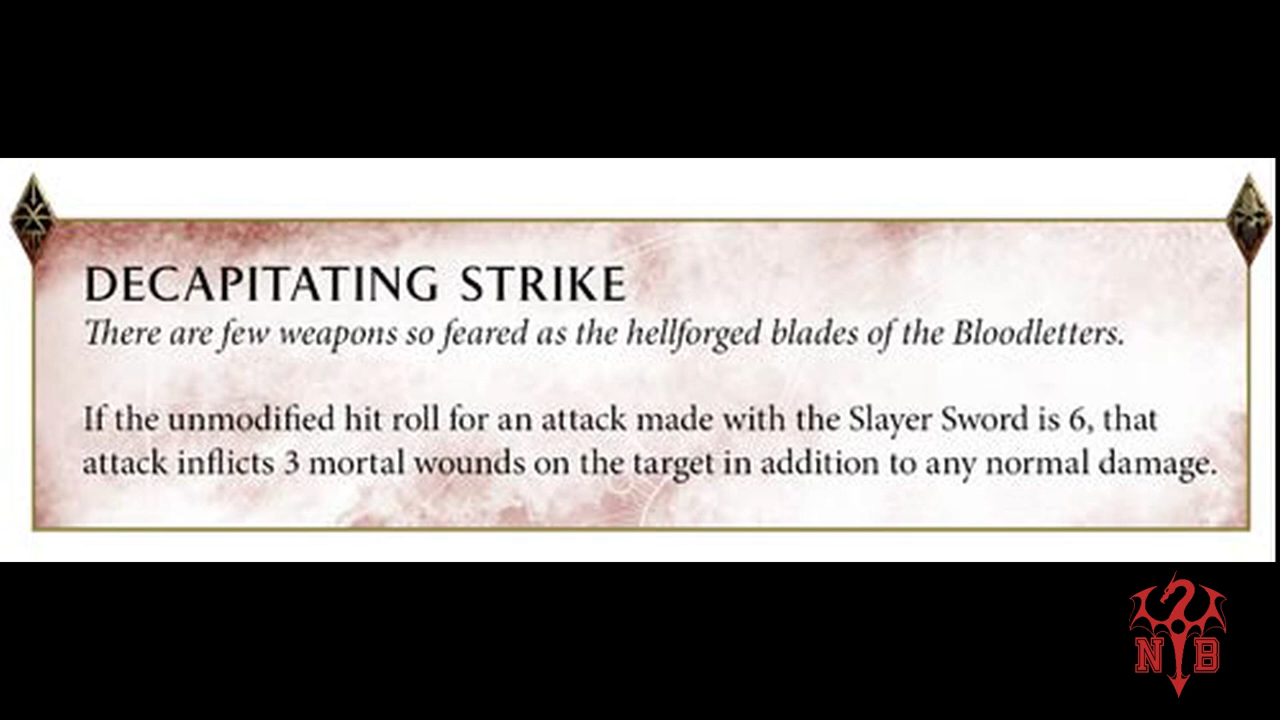 DECAPITATING STRIKE
There are few weapons so feared as the hellforged blades of the Bloodletters.
If the unmodified hit roll for an attack made with the Slayer Sword is 6, that
attack inflicts 3 mortal wounds on the target in addition to any normal damage.
N B